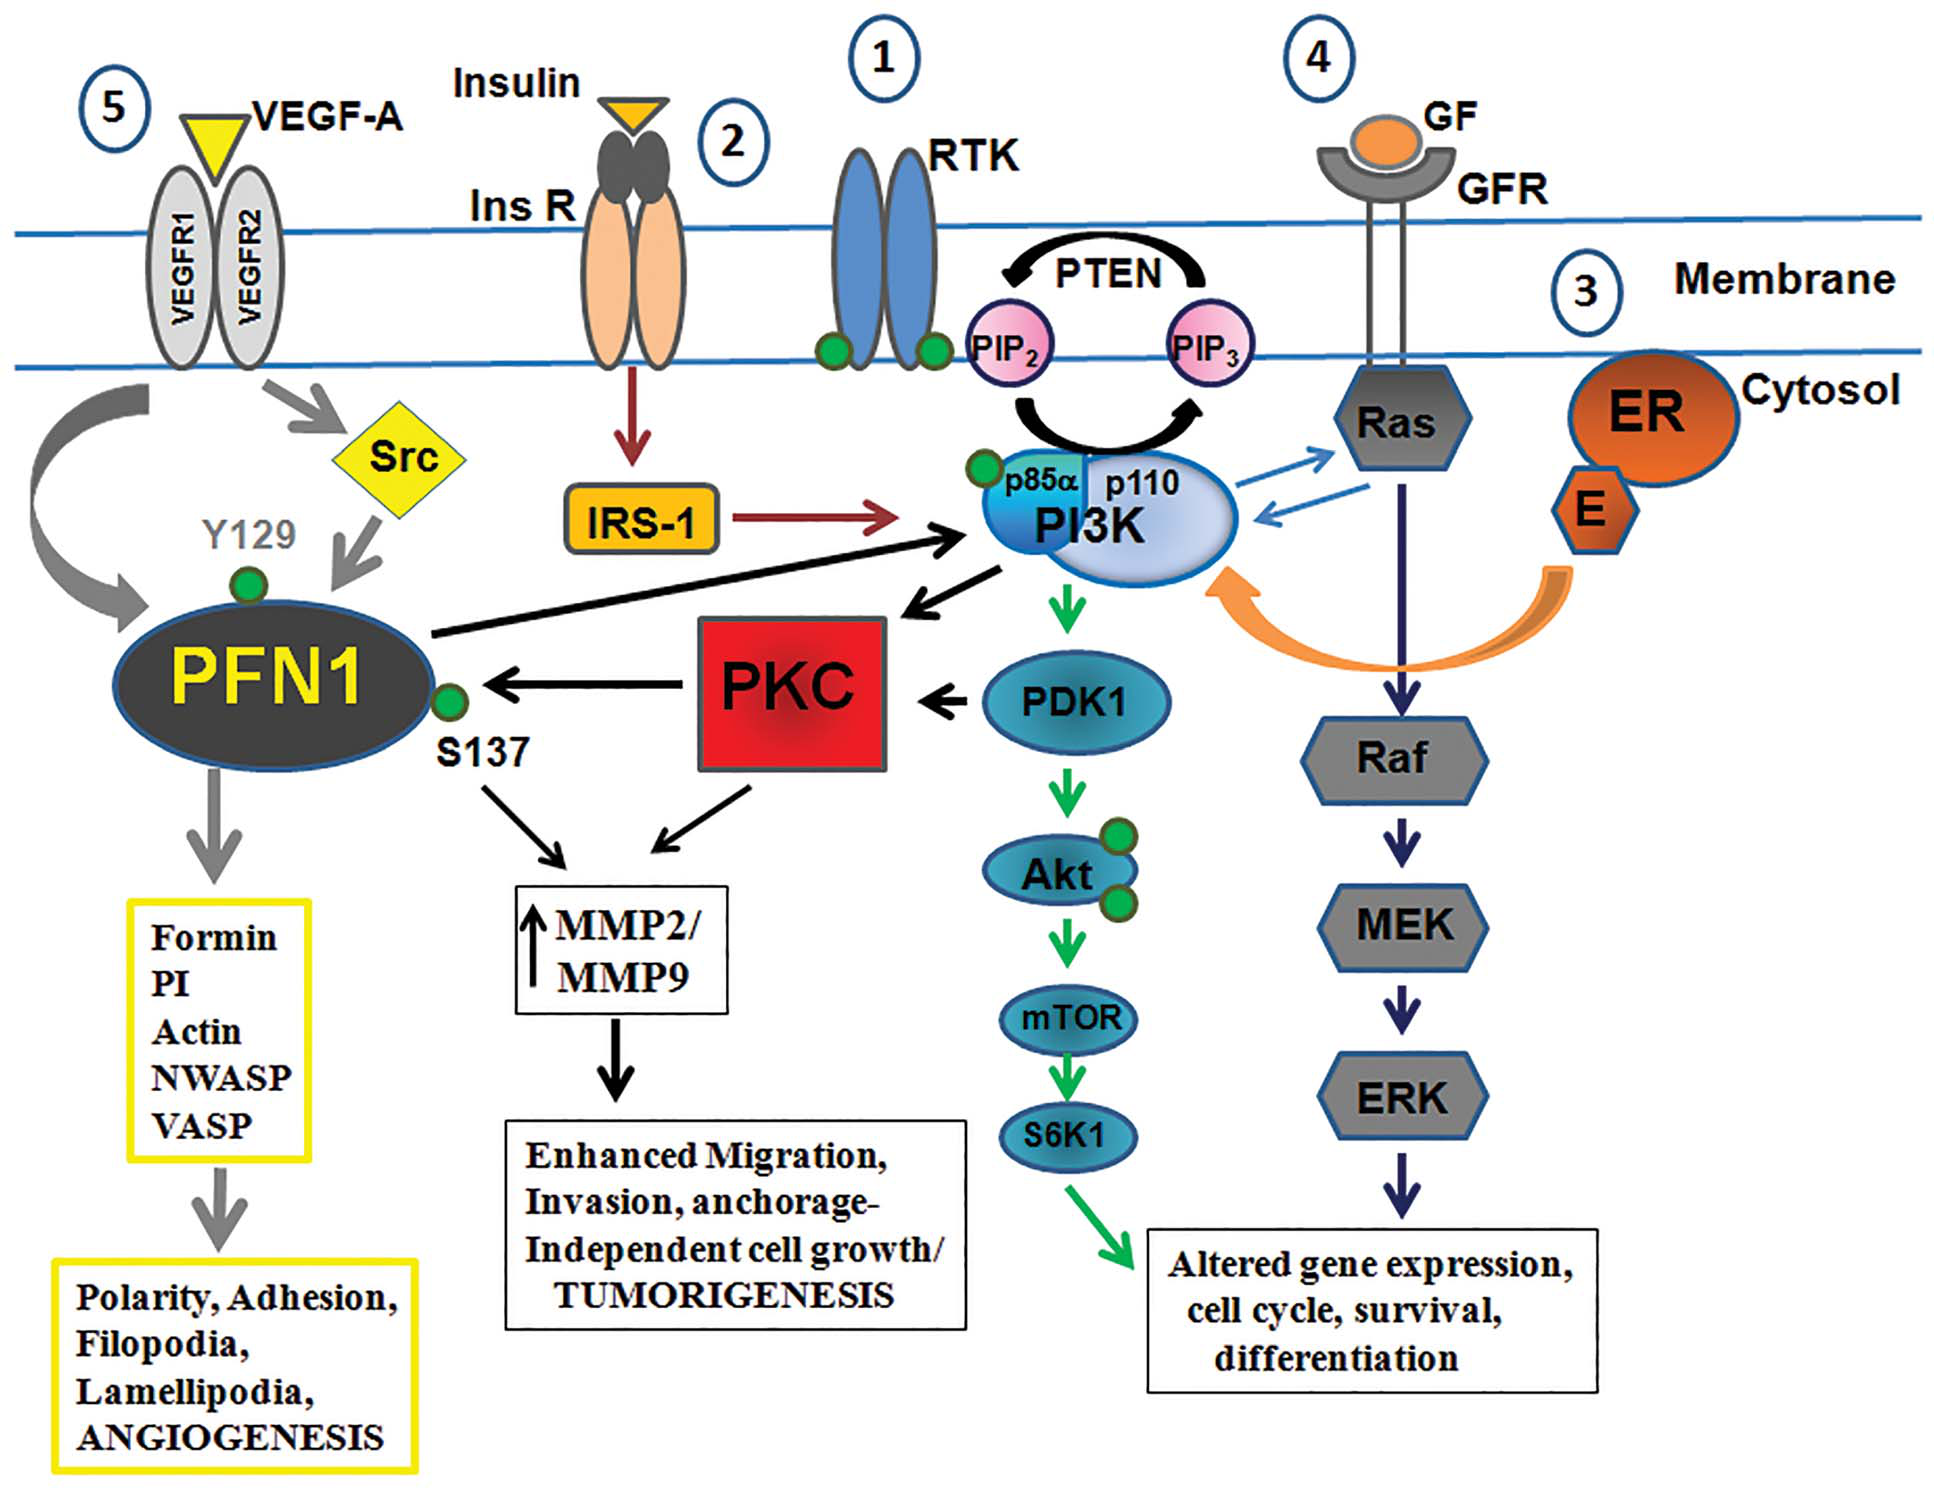 1
4
5
VEGF-A
Insulin
2
GF
RTK
GFR
Ins R
VEGFR1
VEGFR2
PTEN
3
Membrane
PIP2
PIP3
Cytosol
Src
Ras
ER
p85α
p110
PI3K
E
IRS-1
Y129
PFN1
PKC
PDK1
S137
Raf
Akt
MEK
MMP2/
MMP9
Formin
PI
Actin
NWASP
VASP
mTOR
ERK
S6K1
Enhanced Migration,
Invasion, anchorage-
Independent cell growth/
TUMORIGENESIS
Altered gene expression,
cell cycle, survival,
differentiation
Polarity, Adhesion,
Filopodia,
Lamellipodia,
ANGIOGENESIS